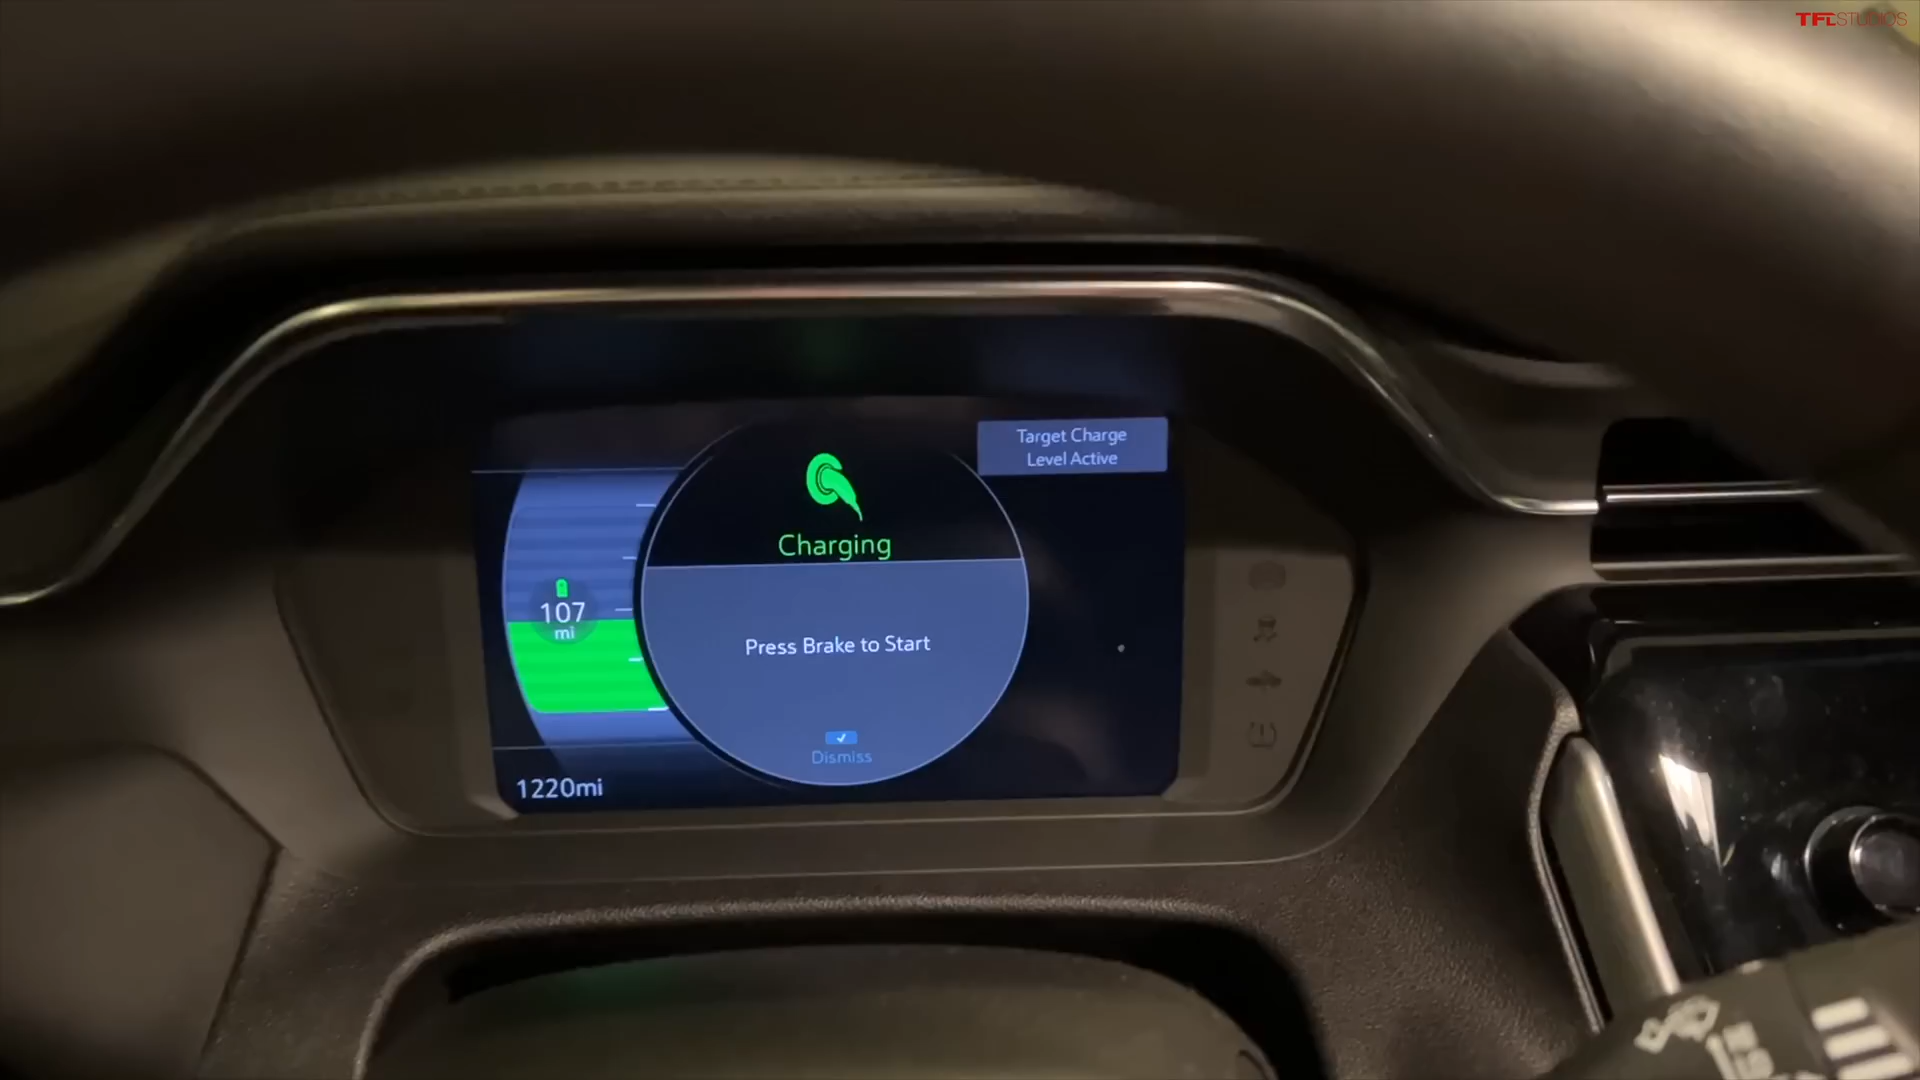 TFLSTUDIOS
Target Charge
Level Active
Charging
107
mi
Press Brake to Start
Dismiss
1220mi